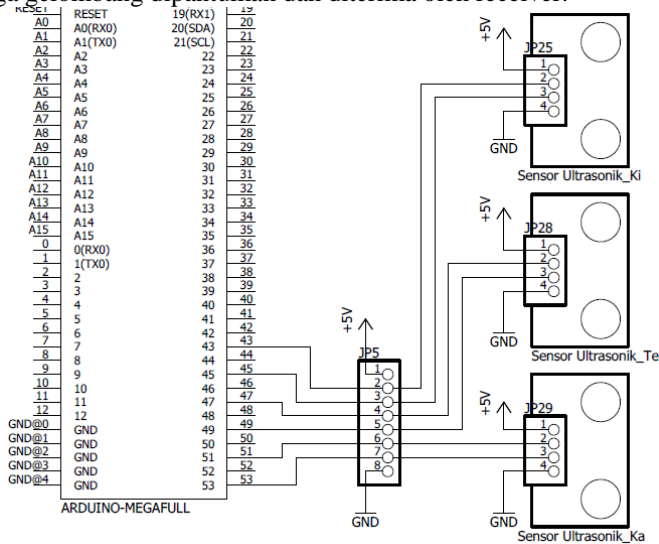 ga gelombang dipantulkan dan diterima oleh receiver.
RESET RESET 19(RX1) 19
A0 A0(RX0) 20(SDA) 20
A1 A1(TX0) 21(SCL) 21
A2 A2 22 22
A3 A3 23 23
A4 A4 24 24
A5 A5 25 25
A6 A6 26 26
A7 A7 27 27
A8 A8 28 28
A9 A9 29 29
A10 A10 30 30
A11 A11 31 31
A12 A12 32 32
A13 A13 33 33
A14 A14 34 34
A15 A15 35 35
0 0(RX0) 36 36
1 1(TX0) 37 37
2 2 38 38
3 3 39 39
4 4 40 40
5 5 41 41
6 6 42 42
7 7 43 43
8 8 44 44
9 9 45 45
10 10 46 46
11 11 47 47
12 12 48 48
GND@0 GND 49 49
GND@1 GND 50 50
GND@2 GND 51 51
GND@3 GND 52 52
GND@4 GND 53 53
ARDUINO-MEGAFULL
+5V
JP5
1
2
3
4
5
6
7
8
GND
+5V
JP25
1
2
3
4
GND
Sensor Ultrasonik_Ki
+5V
JP28
1
2
3
4
GND
Sensor Ultrasonik_Te
+5V
JP29
1
2
3
4
GND
Sensor Ultrasonik_Ka